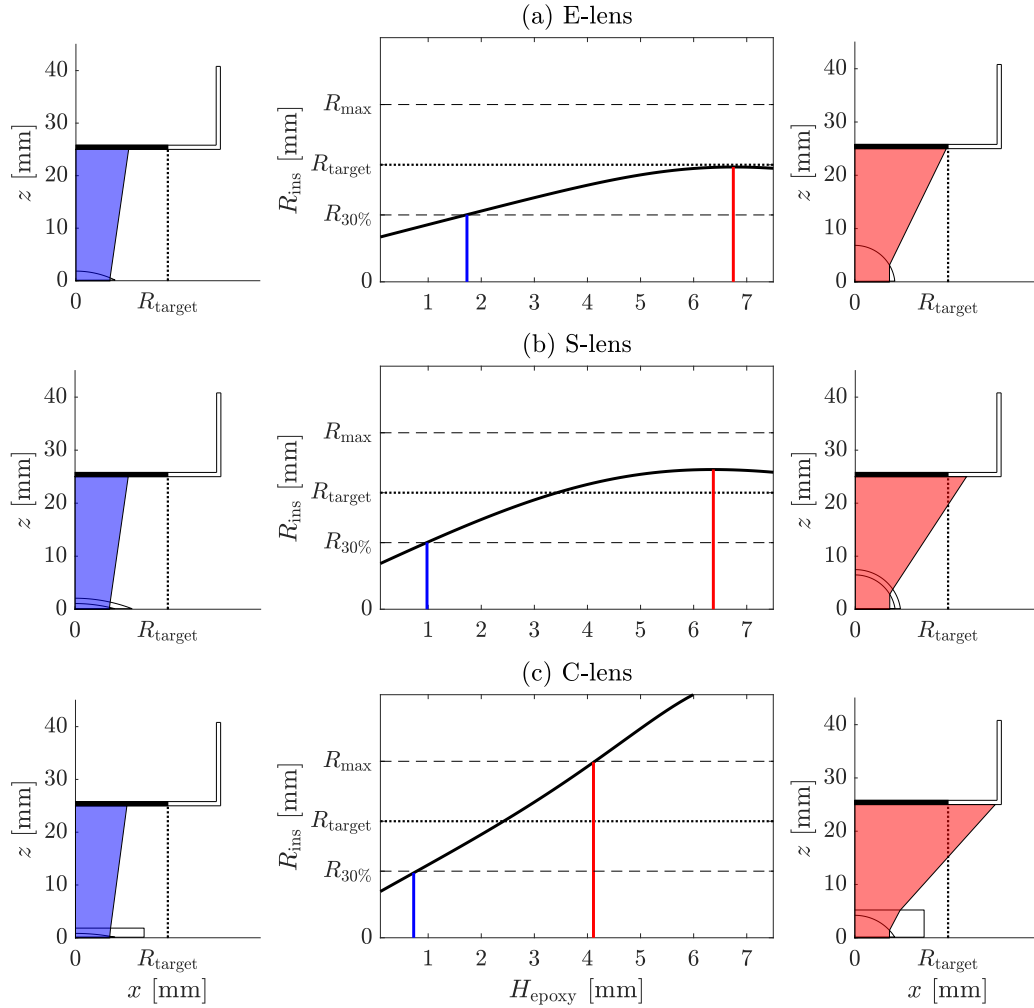 (a) E-lens
z [mm]
40
30
20
10
0
0 R_target
R_ins [mm]
R_max
R_target
R_30%
0
1 2 3 4 5 6 7
z [mm]
40
30
20
10
0
0 R_target
(b) S-lens
z [mm]
40
30
20
10
0
0 R_target
R_ins [mm]
R_max
R_target
R_30%
0
1 2 3 4 5 6 7
z [mm]
40
30
20
10
0
0 R_target
(c) C-lens
z [mm]
40
30
20
10
0
0 R_target
x [mm]
R_ins [mm]
R_max
R_target
R_30%
0
1 2 3 4 5 6 7
H_epoxy [mm]
z [mm]
40
30
20
10
0
0 R_target
x [mm]